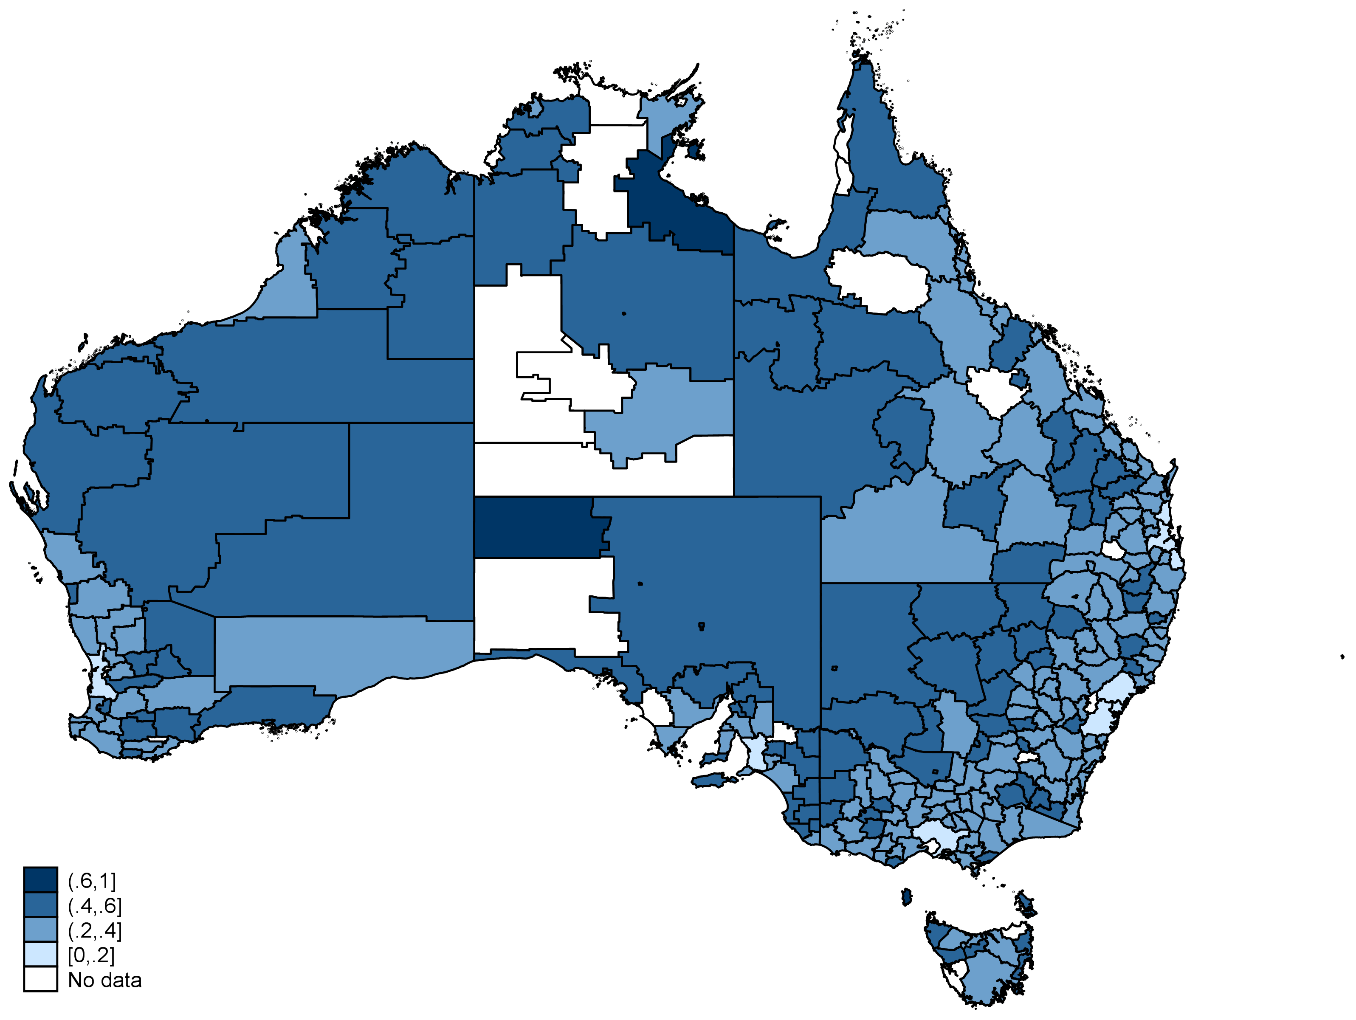 (.6,1]
(.4,.6]
(.2,.4]
[0,.2]
No data